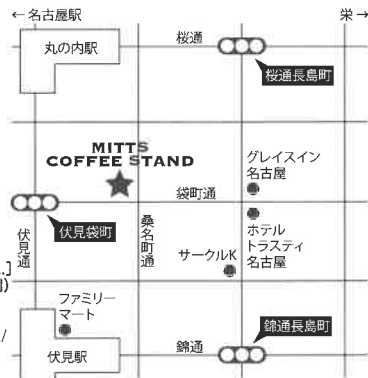 ←名古屋駅
栄→
丸の内駅
桜通
桜通長島町
MITTS
COFFEE STAND
グレイスイン
名古屋
袋町通
伏見袋町
伏見通
桑名町通
ホテル
トラスティ
名古屋
サークルK
ファミリー
マート
錦通長島町
錦通
伏見駅